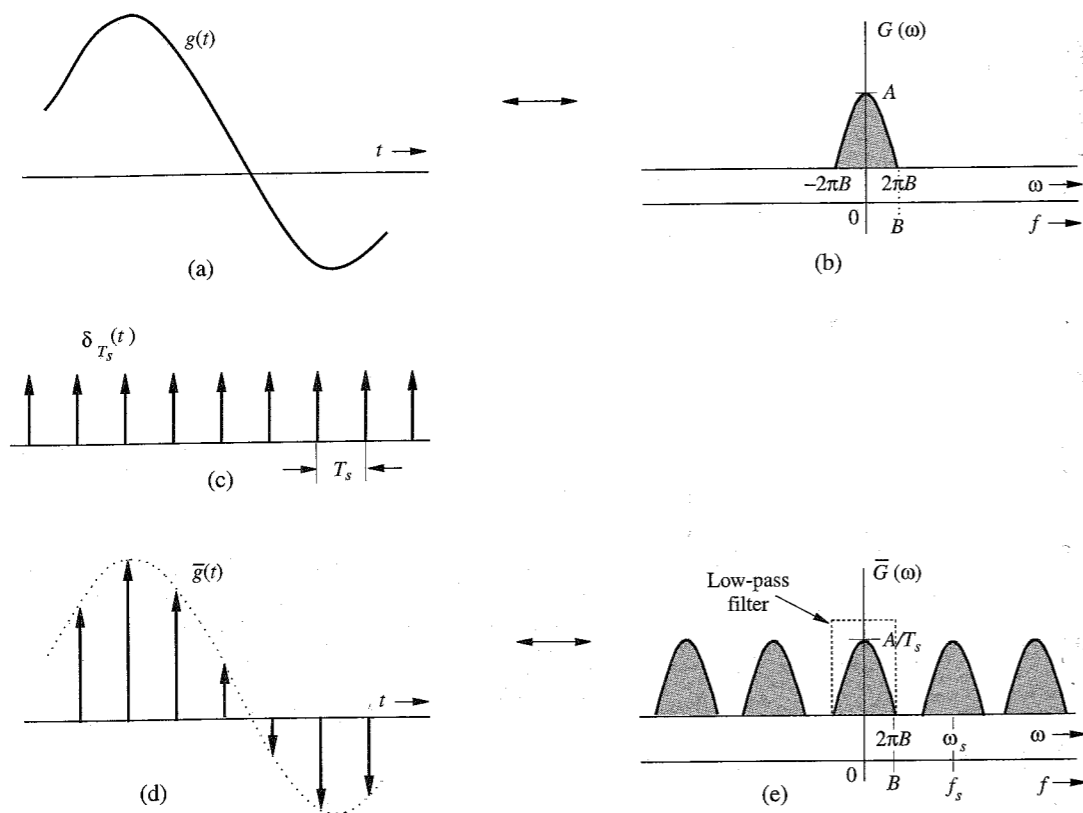 g(t)
t
(a)
G (ω)
A
−2πB
2πB
ω
0
B
f
(b)
δ_{T_s}(t)
T_s
(c)
g̅(t)
t
(d)
Low-pass
filter
G̅ (ω)
A/T_s
2πB
ω_s
ω
0
B
f_s
f
(e)